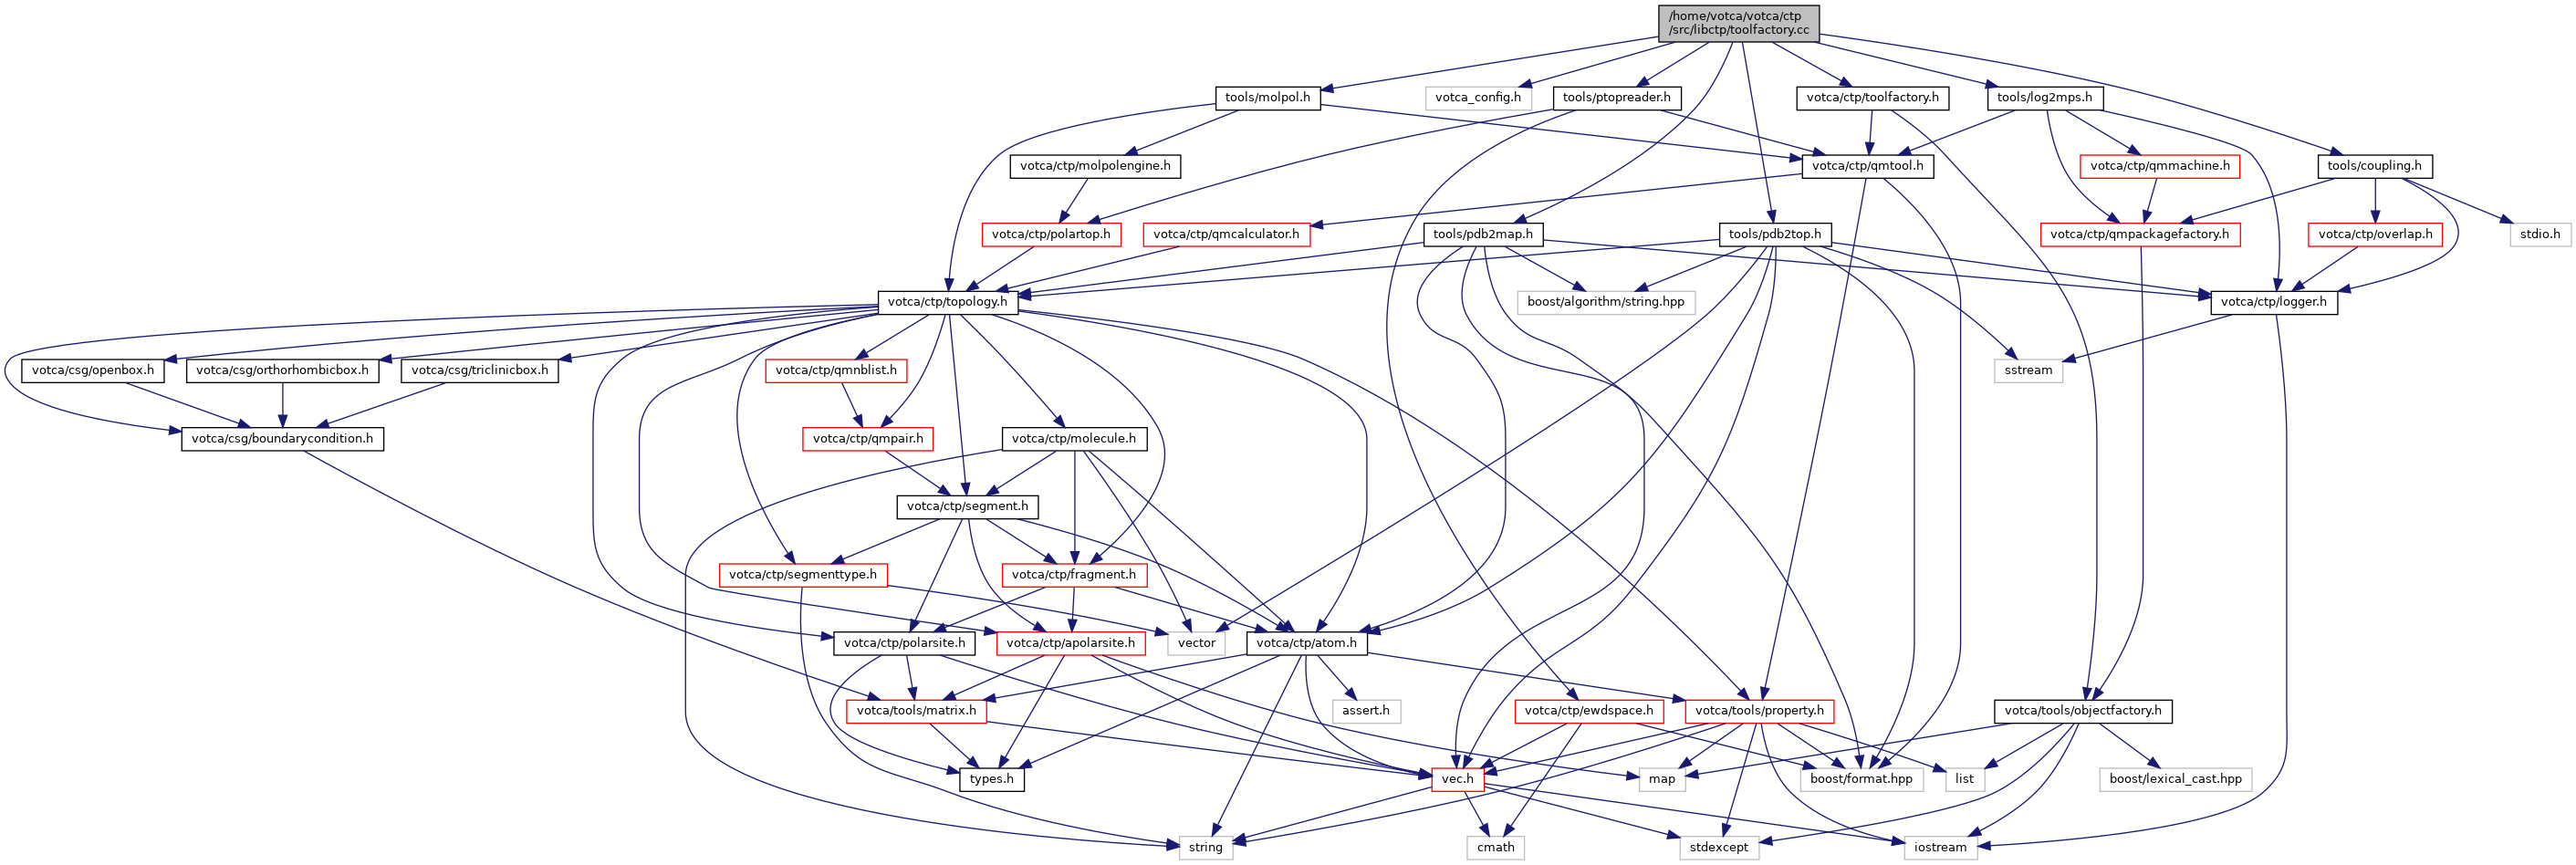 /home/votca/votca/ctp
/src/libctp/toolfactory.cc
tools/molpol.h
votca_config.h
tools/ptopreader.h
votca/ctp/toolfactory.h
tools/log2mps.h
votca/ctp/molpolengine.h
votca/ctp/qmtool.h
votca/ctp/qmmachine.h
tools/coupling.h
votca/ctp/polartop.h
votca/ctp/qmcalculator.h
tools/pdb2map.h
tools/pdb2top.h
votca/ctp/qmpackagefactory.h
votca/ctp/overlap.h
stdio.h
votca/ctp/topology.h
boost/algorithm/string.hpp
votca/ctp/logger.h
votca/csg/openbox.h
votca/csg/orthorhombicbox.h
votca/csg/triclinicbox.h
votca/ctp/qmnblist.h
sstream
votca/csg/boundarycondition.h
votca/ctp/qmpair.h
votca/ctp/molecule.h
votca/ctp/segment.h
votca/ctp/segmenttype.h
votca/ctp/fragment.h
votca/ctp/polarsite.h
votca/ctp/apolarsite.h
vector
votca/ctp/atom.h
votca/tools/matrix.h
assert.h
votca/ctp/ewdspace.h
votca/tools/property.h
votca/tools/objectfactory.h
types.h
vec.h
map
boost/format.hpp
list
boost/lexical_cast.hpp
string
cmath
stdexcept
iostream